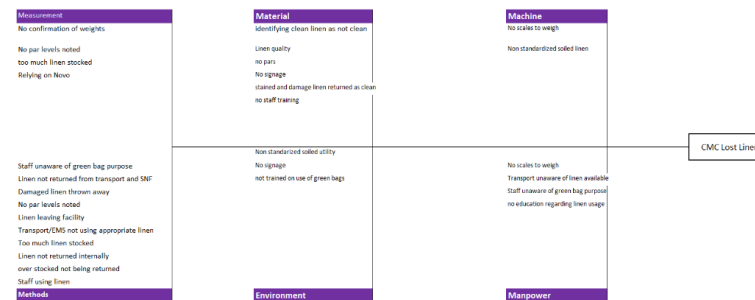 Measurement
No confirmation of weights
No par levels noted
too much linen stocked
Relying on Novo
Material
identifying clean linen as not clean
Linen quality
no pars
No signage
stained and damage linen returned as clean
no staff training
Machine
No scales to weigh
Non standardized soiled linen
CMC Lost Linen
Staff unaware of green bag purpose
Linen not returned from transport and SNF
Damaged linen thrown away
No par levels noted
Linen leaving facility
Transport/EMS not using appropriate linen
Too much linen stocked
Linen not returned internally
over stocked not being returned
Staff using linen
Methods
Non standarized soiled utility
No signage
not trained on use of green bags
Environment
No scales to weigh
Transport unaware of linen available
Staff unaware of green bag purpose
no education regarding linen usage
Manpower